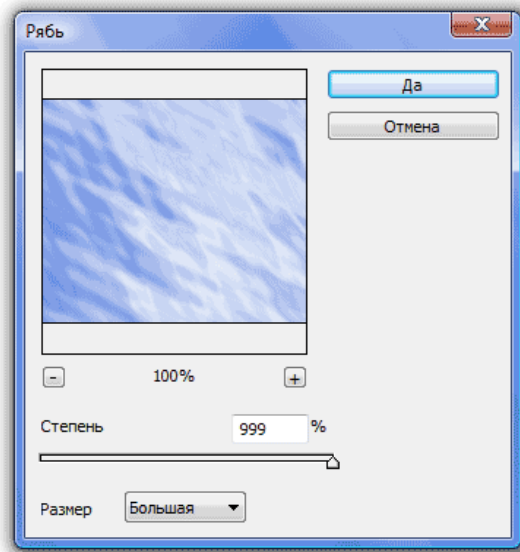 Рябь
Да
Отмена
- 100% +
Степень 999 %
Размер Большая